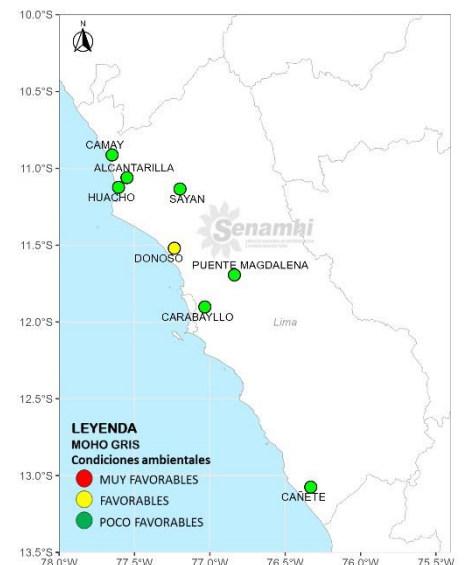 10.0°S
N
10.5°S
CAMAY
11.0°S
ALCANTARILLA
HUACHO
SAYAN
Senamhi
11.5°S
DONOSO
PUENTE MAGDALENA
12.0°S
CARABAYLLO
Lima
12.5°S
LEYENDA
MOHO GRIS
Condiciones ambientales
MUY FAVORABLES
FAVORABLES
POCO FAVORABLES
13.0°S
CAÑETE
13.5°S
78.0°W 77.5°W 77.0°W 76.5°W 76.0°W 75.5°W